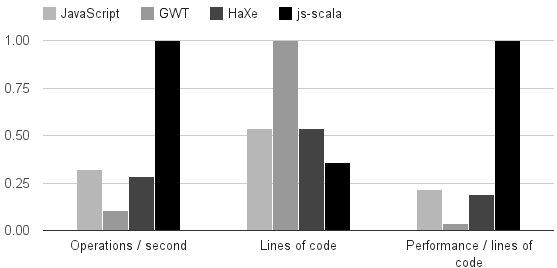 JavaScript GWT HaXe js-scala
1.00
0.75
0.50
0.25
0.00
Operations / second
Lines of code
Performance / lines of
code